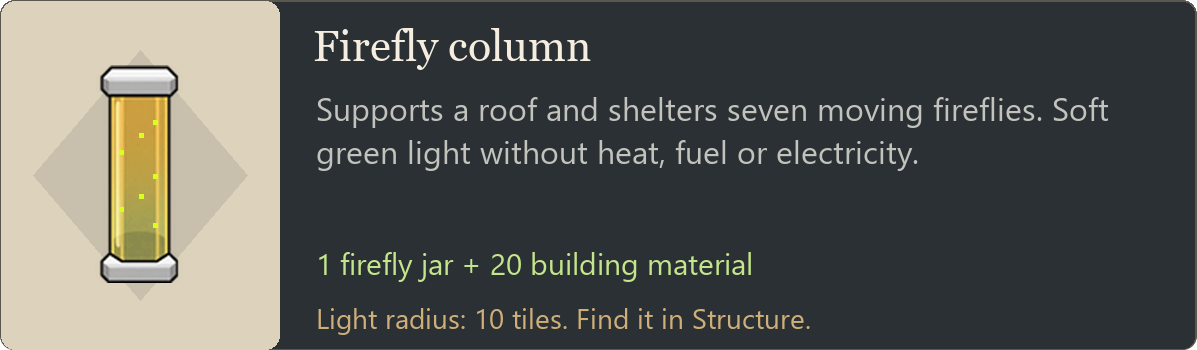 Firefly column
Supports a roof and shelters seven moving fireflies. Soft
green light without heat, fuel or electricity.
1 firefly jar + 20 building material
Light radius: 10 tiles. Find it in Structure.